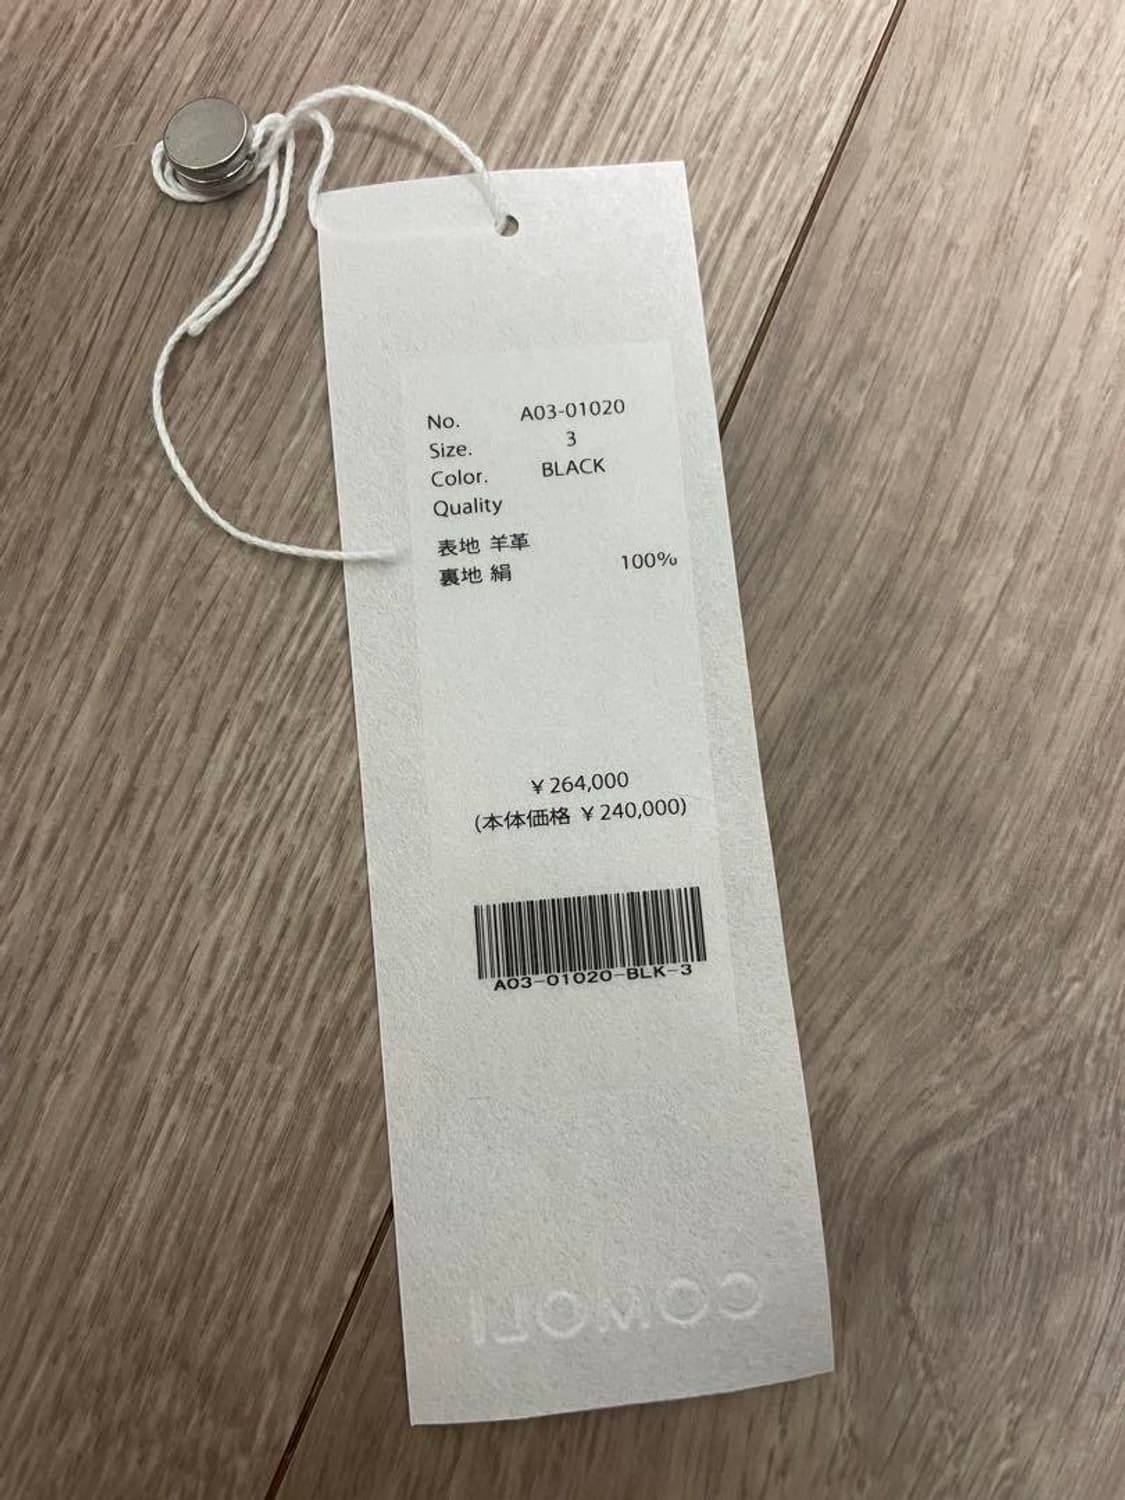 No. A03-01020
Size. 3
Color. BLACK
Quality
表地 羊革
裏地 絹 100%
¥264,000
(本体価格 ¥240,000)
A03-01020-BLK-3
COMOLI